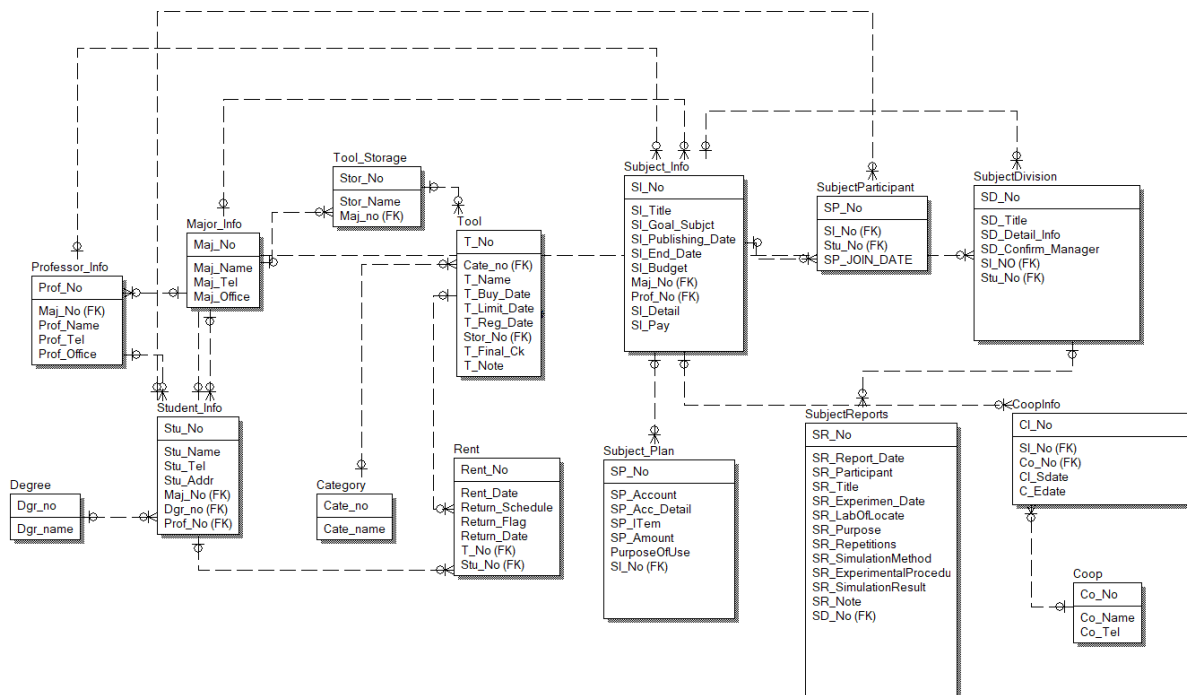 Tool_Storage
Stor_No
Stor_Name
Maj_no (FK)
Subject_Info
SI_No
SI_Title
SI_Goal_Subjct
SI_Publishing_Date
SI_End_Date
SI_Budget
Maj_No (FK)
Prof_No (FK)
SI_Detail
SI_Pay
SubjectParticipant
SP_No
SI_No (FK)
Stu_No (FK)
SP_JOIN_DATE
SubjectDivision
SD_No
SD_Title
SD_Detail_Info
SD_Confirm_Manager
SI_NO (FK)
Stu_No (FK)
Major_Info
Maj_No
Maj_Name
Maj_Tel
Maj_Office
Tool
T_No
Cate_no (FK)
T_Name
T_Buy_Date
T_Limit_Date
T_Reg_Date
Stor_No (FK)
T_Final_Ck
T_Note
Professor_Info
Prof_No
Maj_No (FK)
Prof_Name
Prof_Tel
Prof_Office
Student_Info
Stu_No
Stu_Name
Stu_Tel
Stu_Addr
Maj_No (FK)
Dgr_no (FK)
Prof_No (FK)
Degree
Dgr_no
Dgr_name
Category
Cate_no
Cate_name
Rent
Rent_No
Rent_Date
Return_Schedule
Return_Flag
Return_Date
T_No (FK)
Stu_No (FK)
Subject_Plan
SP_No
SP_Account
SP_Acc_Detail
SP_ITem
SP_Amount
PurposeOfUse
SI_No (FK)
SubjectReports
SR_No
SR_Report_Date
SR_Participant
SR_Title
SR_Experimen_Date
SR_LabOfLocate
SR_Purpose
SR_Repetitions
SR_SimulationMethod
SR_ExperimentalProcedu
SR_SimulationResult
SR_Note
SD_No (FK)
CoopInfo
CI_No
SI_No (FK)
Co_No (FK)
CI_Sdate
C_Edate
Coop
Co_No
Co_Name
Co_Tel